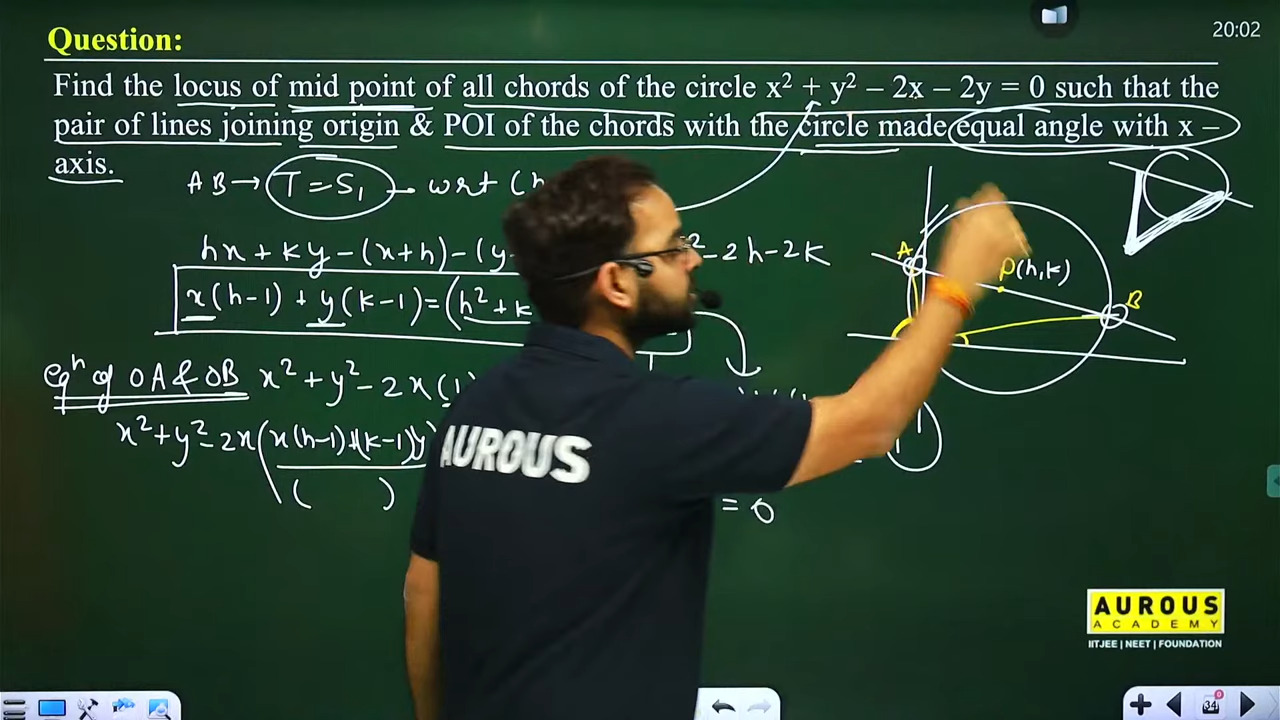 20:02
Question:
Find the locus of mid point of all chords of the circle x² + y² – 2x – 2y = 0 such that the
pair of lines joining origin & POI of the chords with the circle made equal angle with x –
axis.
AB → T = S₁ wrt (h
hx + ky – (x+h) – (y – 2h – 2k
x(h–1) + y(k–1) = (h² + k
eqⁿ of OA & OB x² + y² – 2x(1)
x² + y² – 2x(x(h–1)+(k–1)y)
( )
= 0
A
P(h,k)
B
AUROUS
AUROUS
ACADEMY
IITJEE | NEET | FOUNDATION
34